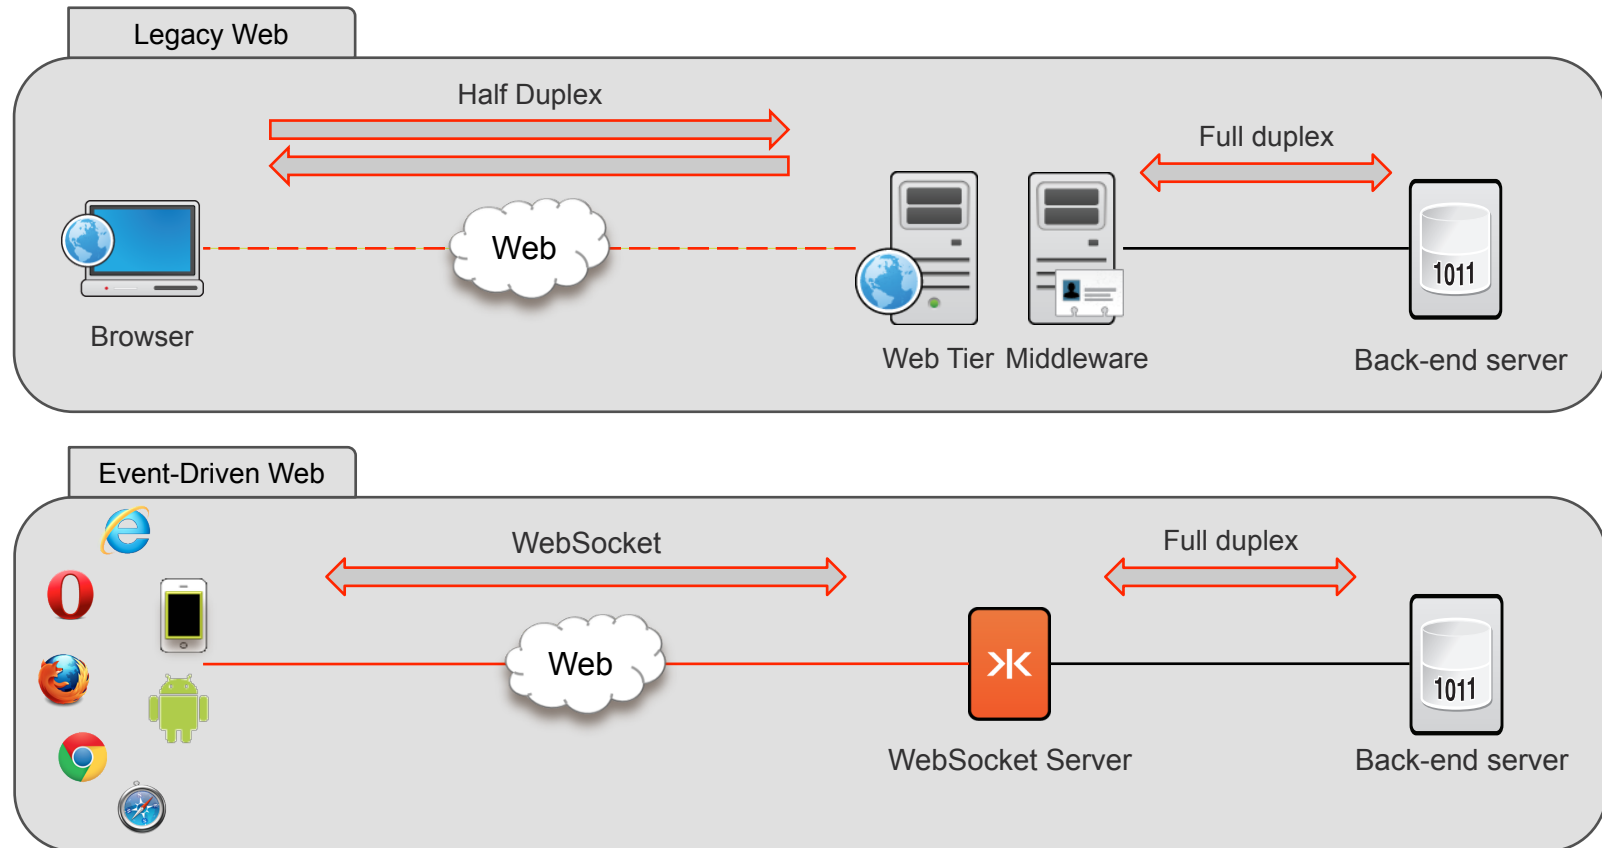 Legacy Web
Half Duplex
Full duplex
Web
1011
Browser
Web Tier
Middleware
Back-end server
Event-Driven Web
WebSocket
Full duplex
Web
1011
WebSocket Server
Back-end server